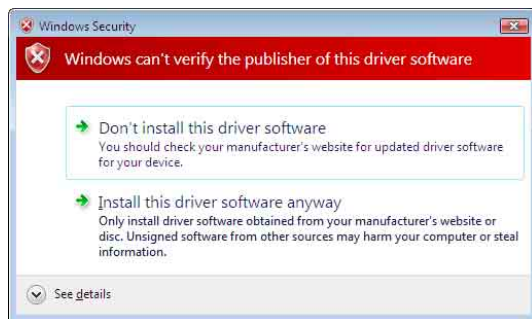 Windows Security
Windows can't verify the publisher of this driver software
Don't install this driver software
You should check your manufacturer's website for updated driver software
for your device.
Install this driver software anyway
Only install driver software obtained from your manufacturer's website or
disc. Unsigned software from other sources may harm your computer or steal
information.
See details